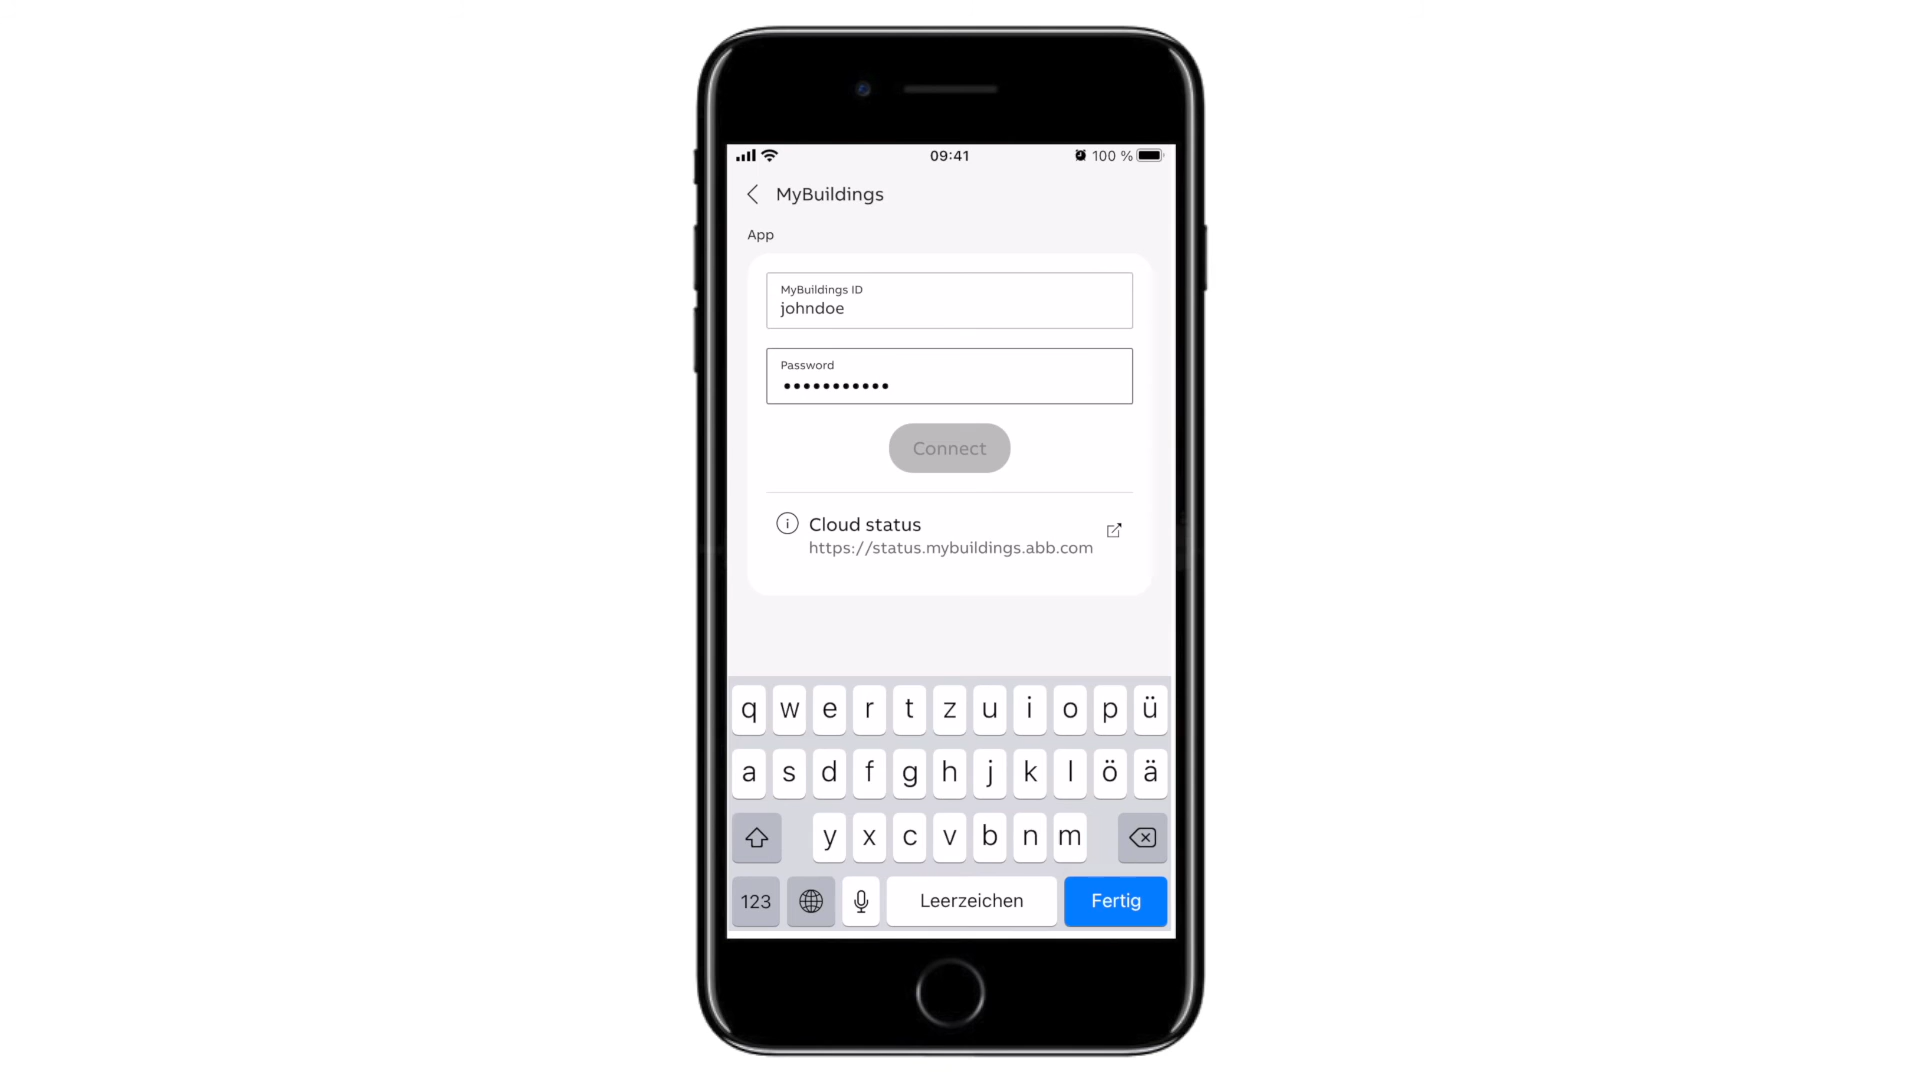 09:41
100 %
MyBuildings
App
MyBuildings ID
johndoe
Password
•••••••••••
Connect
Cloud status
https://status.mybuildings.abb.com
q w e r t z u i o p ü
a s d f g h j k l ö ä
y x c v b n m
123 Leerzeichen Fertig